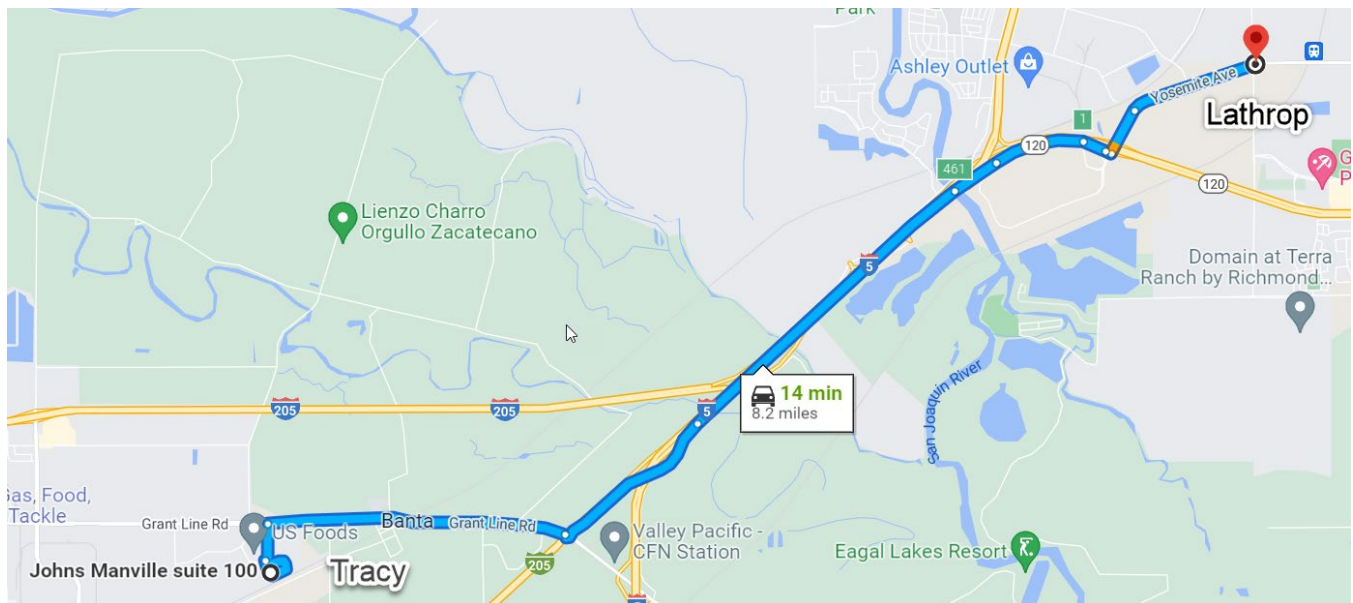 Park
Ashley Outlet
Yosemite Ave
Lathrop
1
120
461
120
Lienzo Charro
Orgullo Zacatecano
5
Domain at Terra
Ranch by Richmond...
San Joaquin River
14 min
8.2 miles
205
205
5
Gas, Food,
Tackle
Grant Line Rd
US Foods
Banta
Grant Line Rd
Valley Pacific -
CFN Station
205
Eagal Lakes Resort
Johns Manville suite 100
Tracy